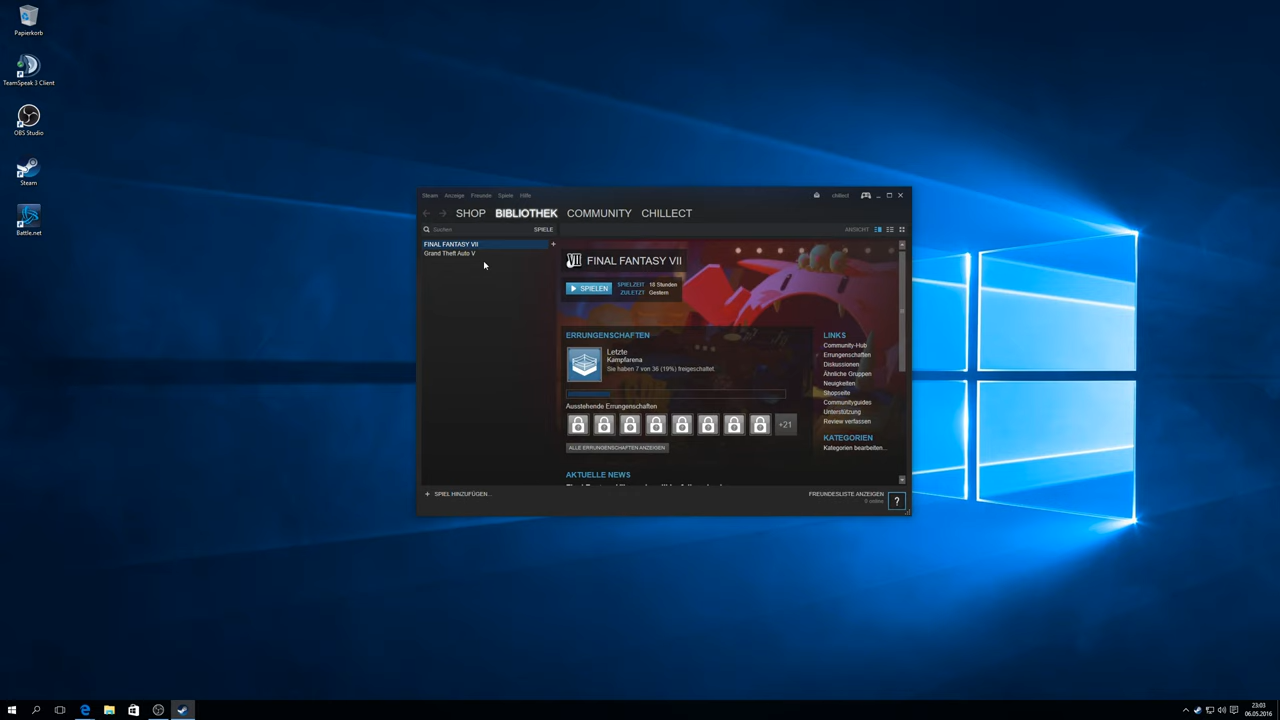 Papierkorb
TeamSpeak 3 Client
OBS Studio
Steam
Battle.net
Steam Anzeige Freunde Spiele Hilfe
chillect
SHOP BIBLIOTHEK COMMUNITY CHILLECT
Suchen
SPIELE
ANSICHT
FINAL FANTASY VII
Grand Theft Auto V
VII FINAL FANTASY VII
SPIELEN
SPIELZEIT 18 Stunden
ZULETZT Gestern
ERRUNGENSCHAFTEN
Letzte
Kampfarena
Sie haben 7 von 36 (19%) freigeschaltet.
Ausstehende Errungenschaften
+21
ALLE ERRUNGENSCHAFTEN ANZEIGEN
AKTUELLE NEWS
LINKS
Community-Hub
Errungenschaften
Diskussionen
Ähnliche Gruppen
Neuigkeiten
Shopseite
Communityguides
Unterstützung
Review verfassen
KATEGORIEN
Kategorien bearbeiten...
+ SPIEL HINZUFÜGEN...
FREUNDESLISTE ANZEIGEN
0 online
?
23:03
06.05.2016